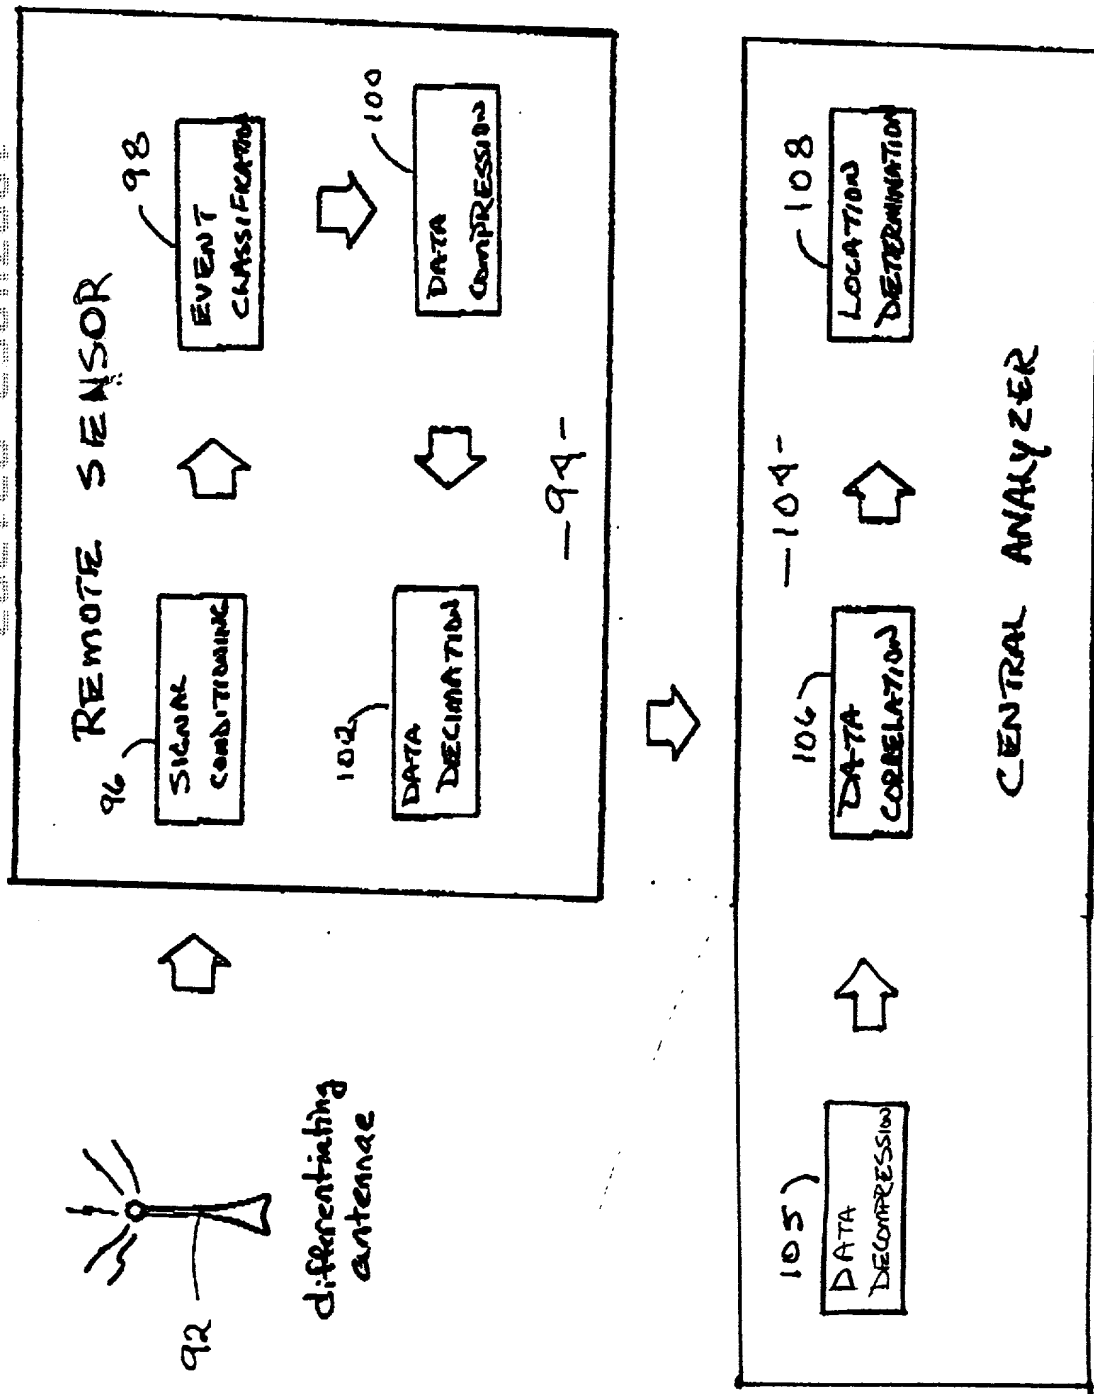 92
differentiating
antennae
REMOTE SENSOR
96
SIGNAL
CONDITIONING
98
EVENT
CLASSIFICATION
102
DATA
DECIMATION
100
DATA
COMPRESSION
-94-
105
DATA
DECOMPRESSION
106
DATA
CORRELATION
-104-
108
LOCATION
DETERMINATION
CENTRAL ANALYZER